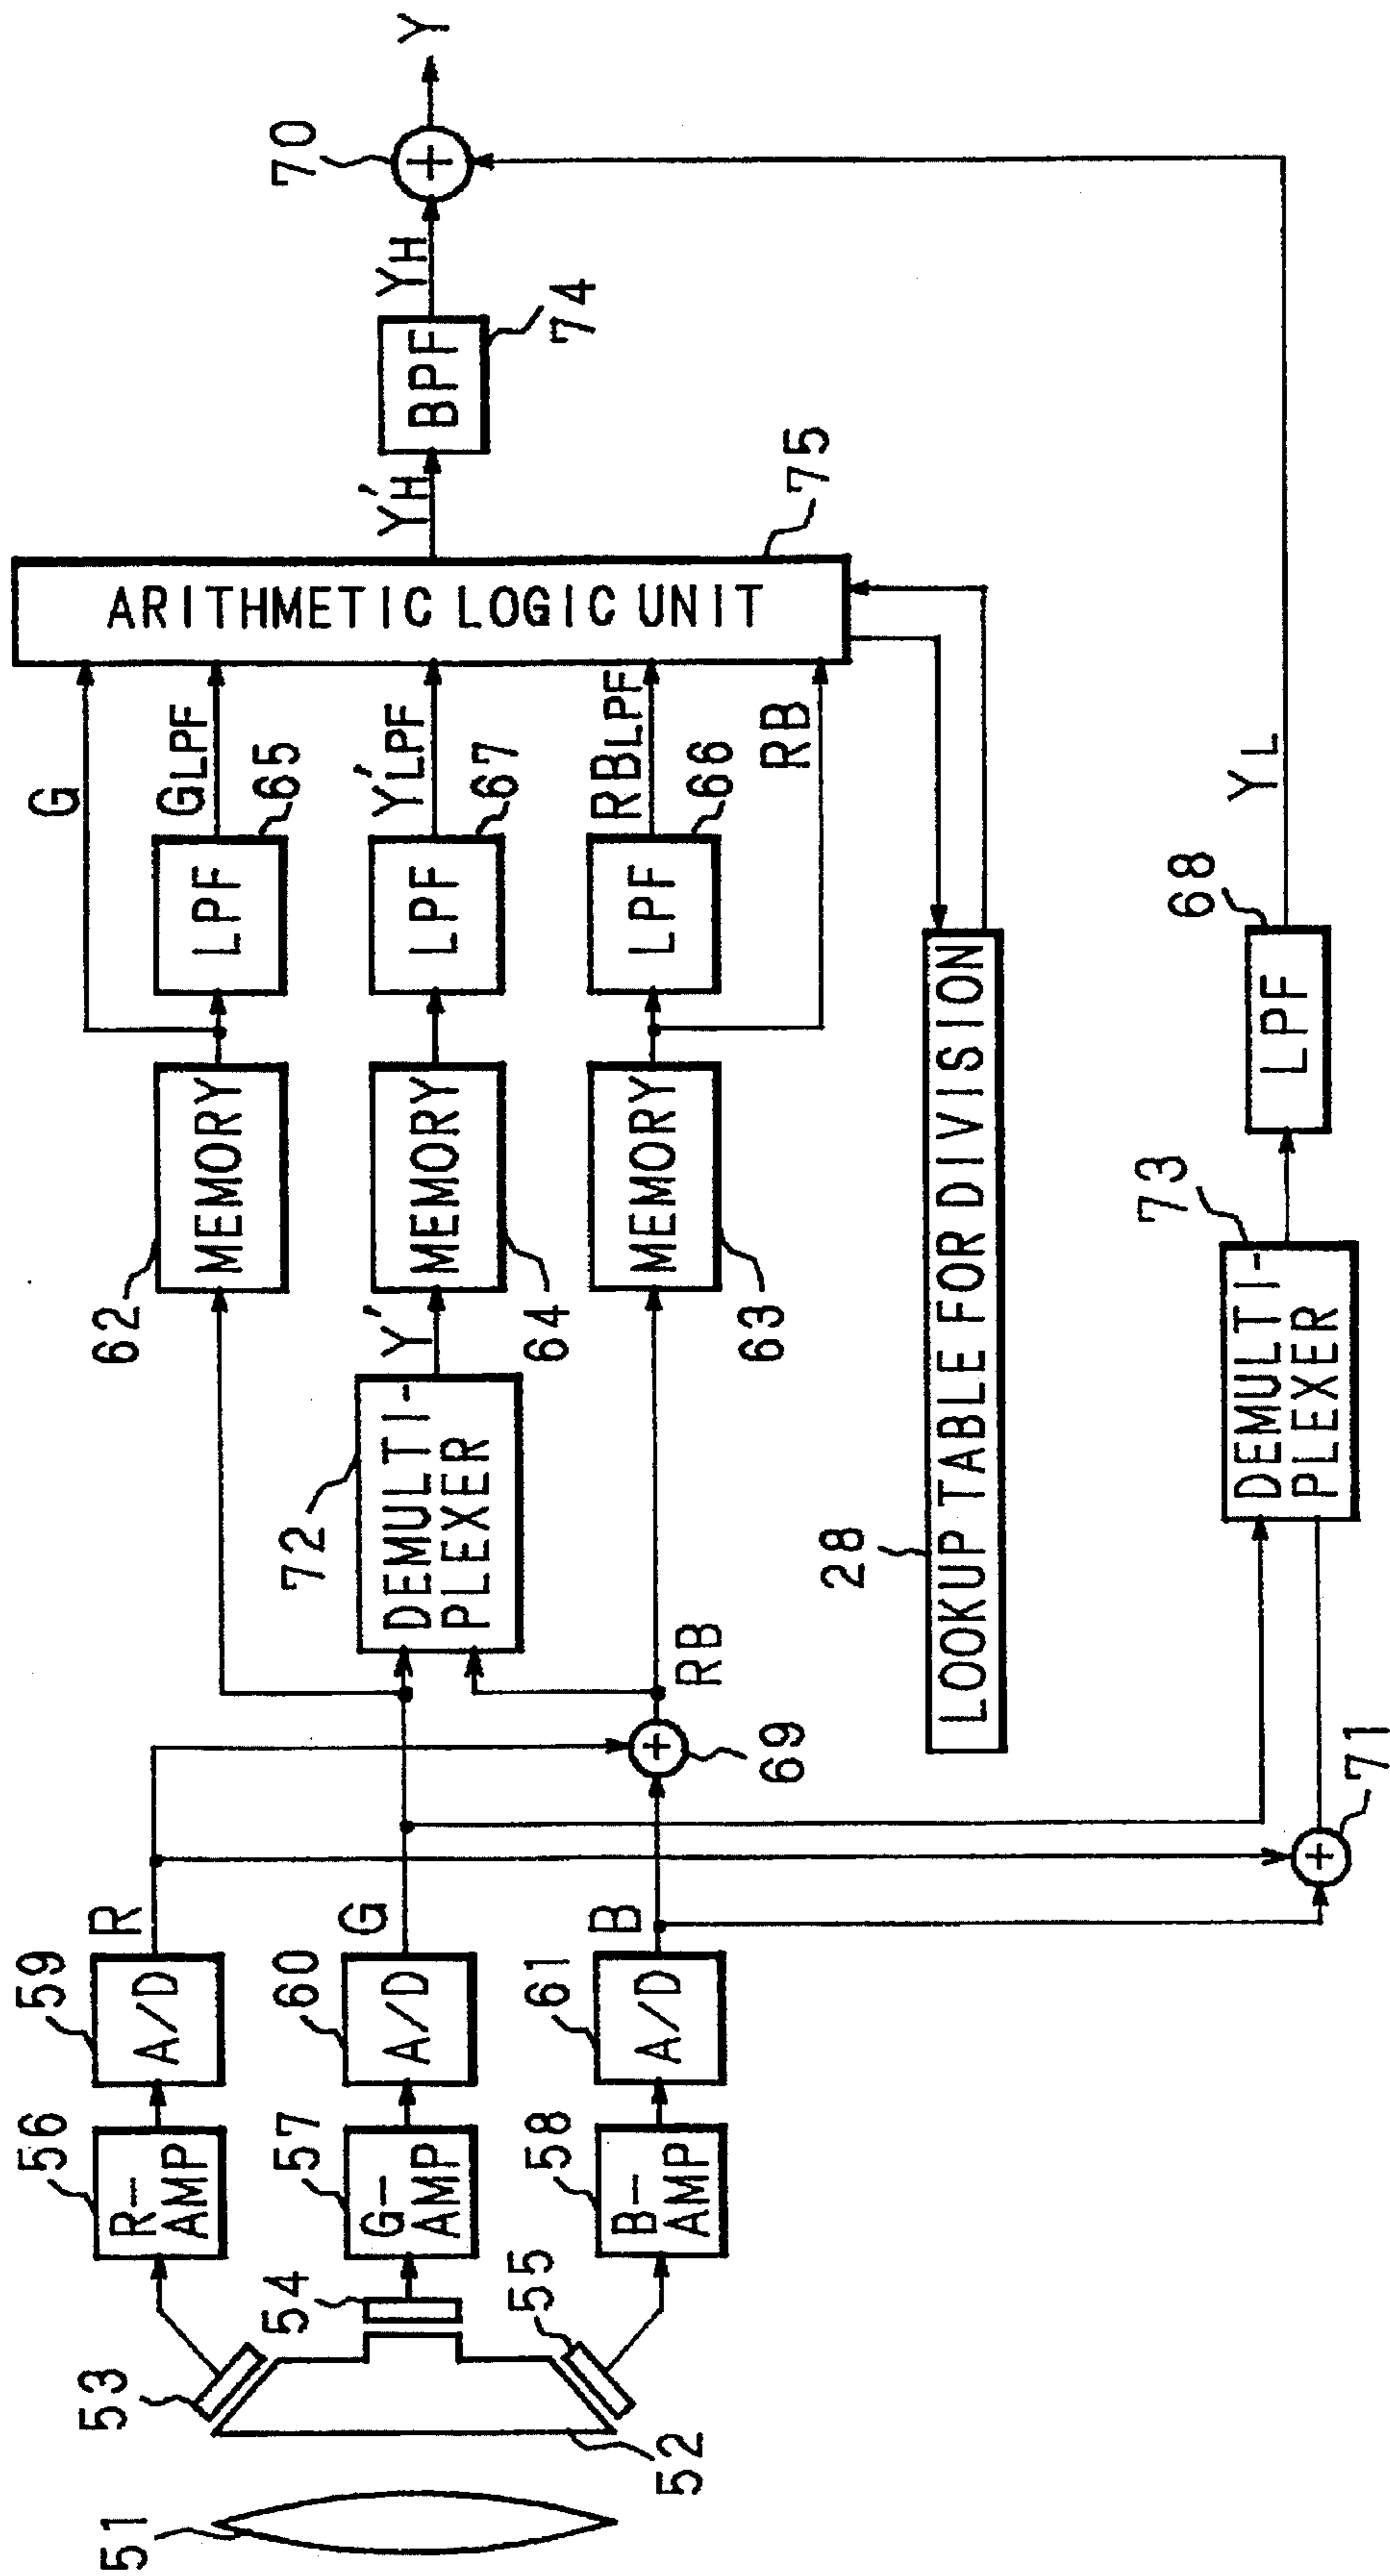 51
52
53
54
55
56
R-
AMP
57
G-
AMP
58
B-
AMP
59
A/D
R
60
A/D
G
61
A/D
B
69
RB
71
72
DEMULTI-
PLEXER
Y'
62
MEMORY
64
MEMORY
63
MEMORY
G
LPF
65
GLPF
LPF
67
Y'LPF
LPF
66
RBLPF
RB
28
LOOKUP TABLE FOR DIVISION
73
DEMULTI-
PLEXER
LPF
68
YL
ARITHMETIC LOGIC UNIT
75
Y'H
BPF
74
YH
70
Y